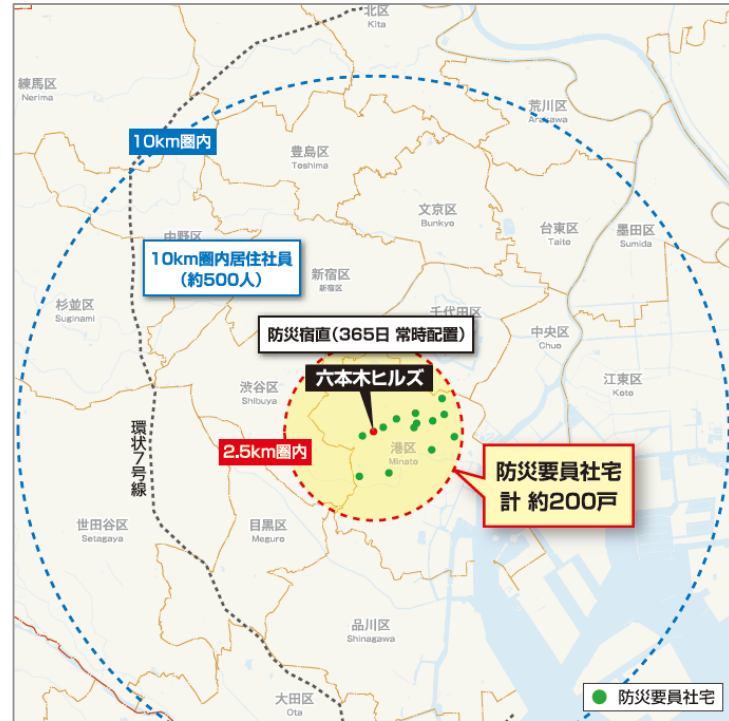 北区
Kita
練馬区
Nerima
荒川区
Arakawa
10km圏内
豊島区
Toshima
文京区
Bunkyo
台東区
Taito
墨田区
Sumida
中野区
10km圏内居住社員
(約500人)
新宿区
新宿区
杉並区
Suginami
千代田区
防災宿直(365日 常時配置)
中央区
Chuo
六本木ヒルズ
渋谷区
Shibuya
江東区
Koto
環状7号線
2.5km圏内
港区
Minato
防災要員社宅
計 約200戸
世田谷区
Setagaya
目黒区
Meguro
品川区
Shinagawa
大田区
Ota
防災要員社宅